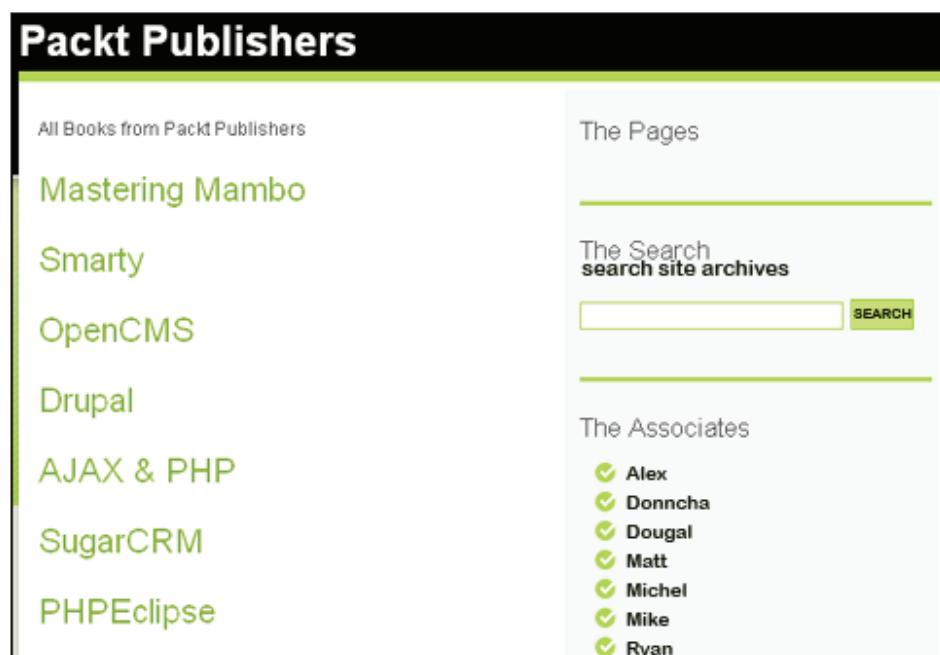 Packt Publishers
All Books from Packt Publishers
Mastering Mambo
Smarty
OpenCMS
Drupal
AJAX & PHP
SugarCRM
PHPEclipse
The Pages
The Search
search site archives
SEARCH
The Associates
Alex
Donncha
Dougal
Matt
Michel
Mike
Ryan